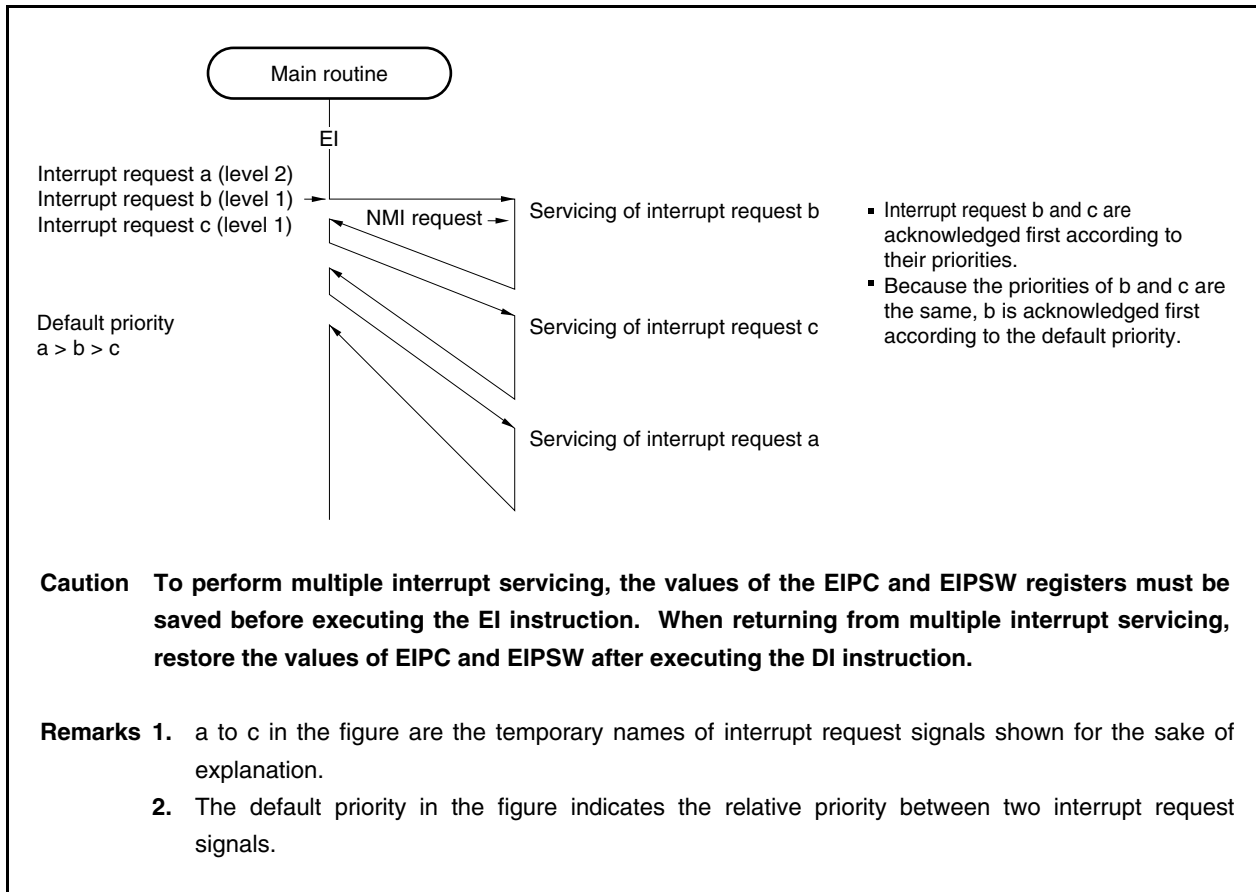 Main routine
EI
Interrupt request a (level 2)
Interrupt request b (level 1)
Interrupt request c (level 1)
NMI request
Servicing of interrupt request b
▪ Interrupt request b and c are
acknowledged first according to
their priorities.
▪ Because the priorities of b and c are
the same, b is acknowledged first
according to the default priority.
Default priority
a > b > c
Servicing of interrupt request c
Servicing of interrupt request a
Caution To perform multiple interrupt servicing, the values of the EIPC and EIPSW registers must be
saved before executing the EI instruction. When returning from multiple interrupt servicing,
restore the values of EIPC and EIPSW after executing the DI instruction.
Remarks 1. a to c in the figure are the temporary names of interrupt request signals shown for the sake of
explanation.
2. The default priority in the figure indicates the relative priority between two interrupt request
signals.